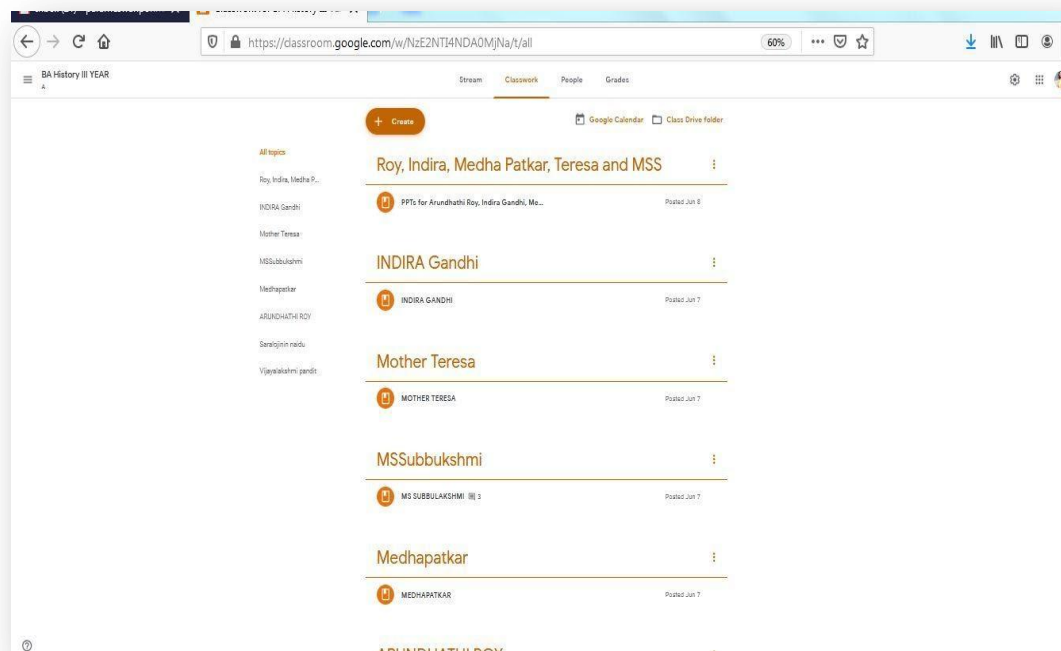 https://classroom.google.com/w/NzE2NTI4NDA0MjNa/t/all
60%
BA History III YEAR
A
Stream Classwork People Grades
+ Create
Google Calendar Class Drive folder
All topics
Roy, Indira, Medha P...
INDIRA Gandhi
Mother Teresa
MSSubbukshmi
Medhapatkar
ARUNDHATHI ROY
Saralojinin naidu
Vijayalakshmi pandit
Roy, Indira, Medha Patkar, Teresa and MSS
PPTs for Arundhathi Roy, Indira Gandhi, Mo... Posted Jun 8
INDIRA Gandhi
INDIRA GANDHI Posted Jun 7
Mother Teresa
MOTHER TERESA Posted Jun 7
MSSubbukshmi
MS SUBBULAKSHMI 3 Posted Jun 7
Medhapatkar
MEDHAPATKAR Posted Jun 7
ARUNDHATHI ROY